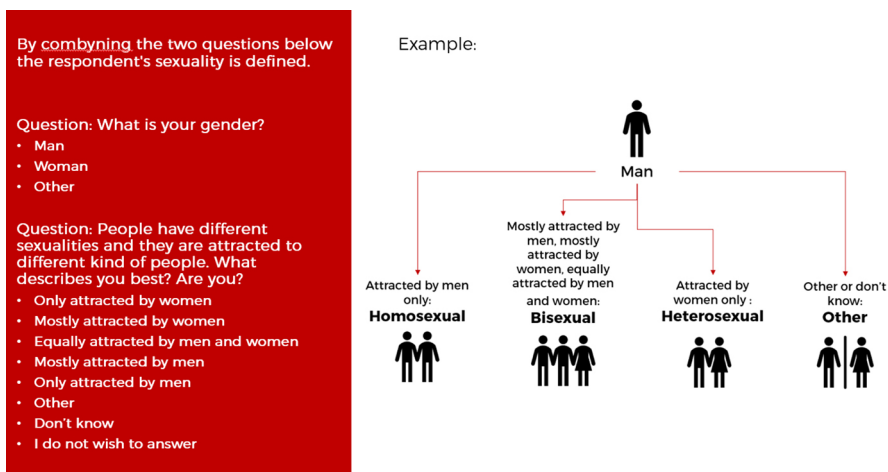 By combyning the two questions below
the respondent's sexuality is defined.
Question: What is your gender?
• Man
• Woman
• Other
Question: People have different
sexualities and they are attracted to
different kind of people. What
describes you best? Are you?
• Only attracted by women
• Mostly attracted by women
• Equally attracted by men and women
• Mostly attracted by men
• Only attracted by men
• Other
• Don't know
• I do not wish to answer
Example:
Man
Attracted by men
only:
Homosexual
Mostly attracted by
men, mostly
attracted by
women, equally
attracted by men
and women:
Bisexual
Attracted by
women only :
Heterosexual
Other or don't
know:
Other